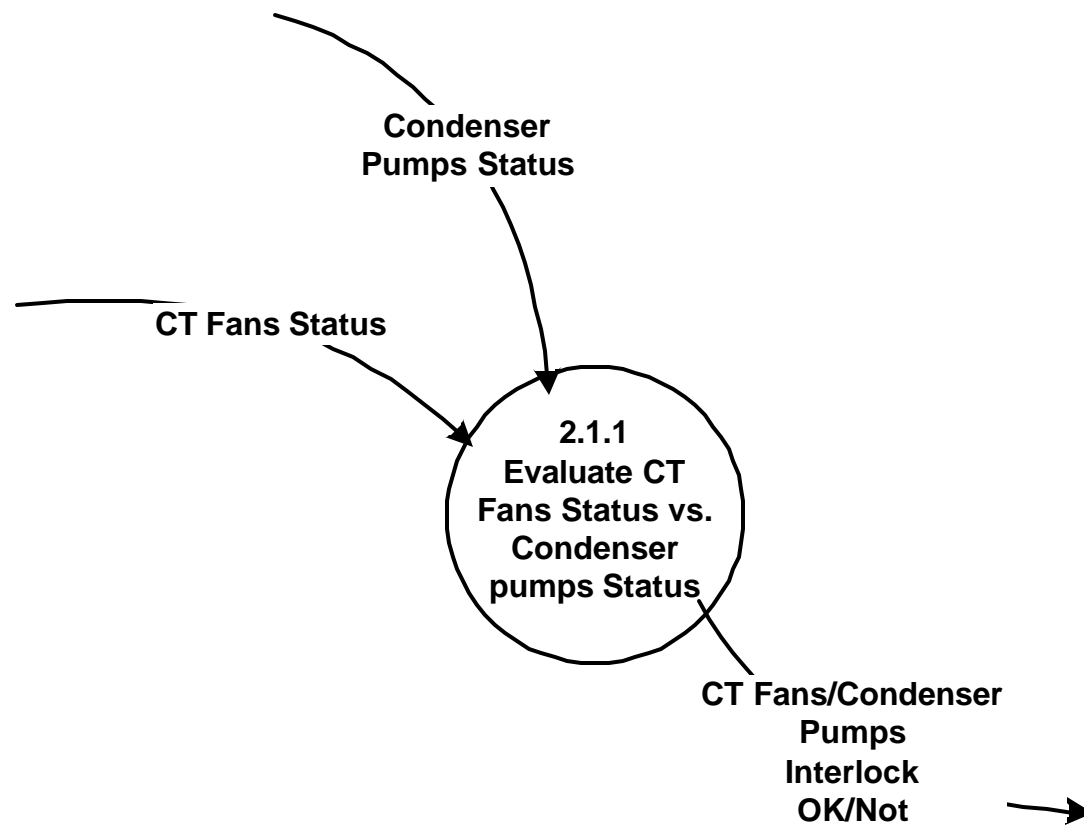 Condenser
Pumps Status
CT Fans Status
2.1.1
Evaluate CT
Fans Status vs.
Condenser
pumps Status
CT Fans/Condenser
Pumps
Interlock
OK/Not